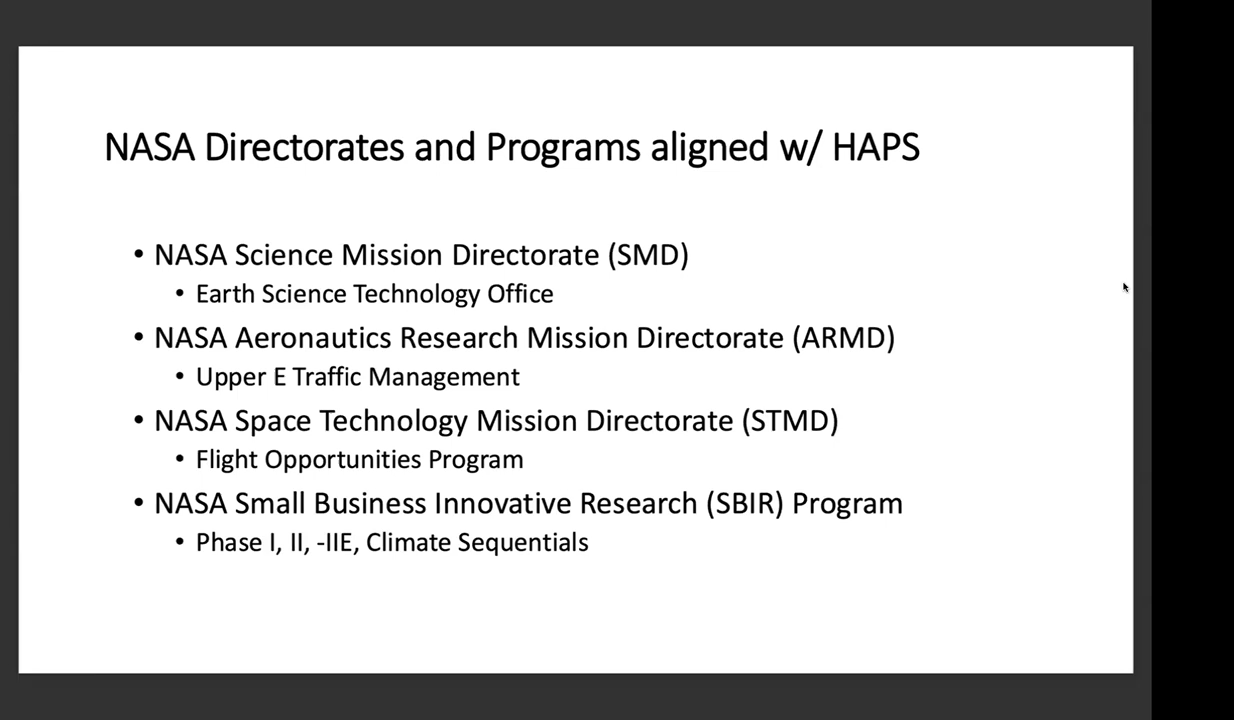 NASA Directorates and Programs aligned w/ HAPS
• NASA Science Mission Directorate (SMD)
• Earth Science Technology Office
• NASA Aeronautics Research Mission Directorate (ARMD)
• Upper E Traffic Management
• NASA Space Technology Mission Directorate (STMD)
• Flight Opportunities Program
• NASA Small Business Innovative Research (SBIR) Program
• Phase I, II, -IIE, Climate Sequentials